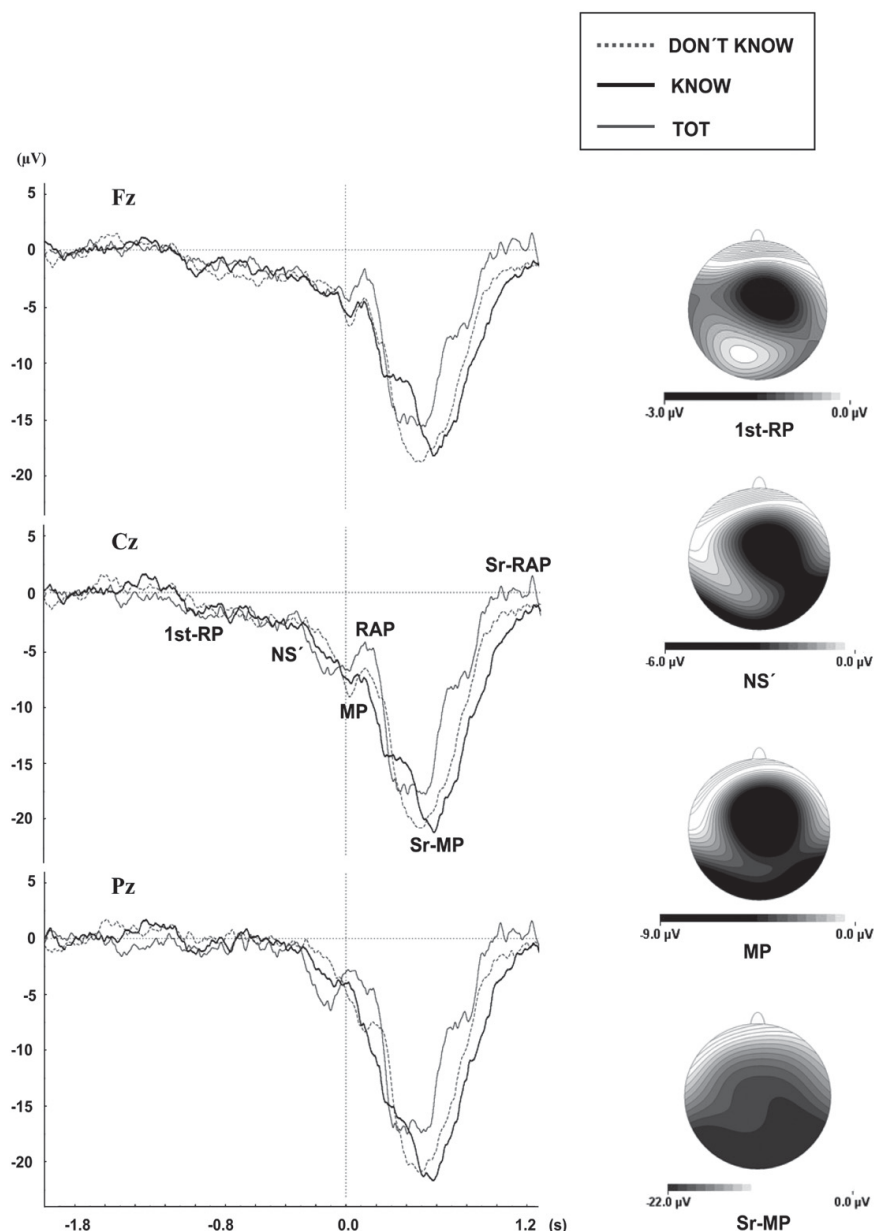 DON´T KNOW
KNOW
TOT
(µV)
Fz
5
0
-5
-10
-15
-20
Cz
5
0
-5
-10
-15
-20
1st-RP
NS´
MP
RAP
Sr-MP
Sr-RAP
Pz
5
0
-5
-10
-15
-20
-1.8 -0.8 0.0 (s) 1.2
-3.0 µV 0.0 µV
1st-RP
-6.0 µV 0.0 µV
NS´
-9.0 µV 0.0 µV
MP
-22.0 µV 0.0 µV
Sr-MP